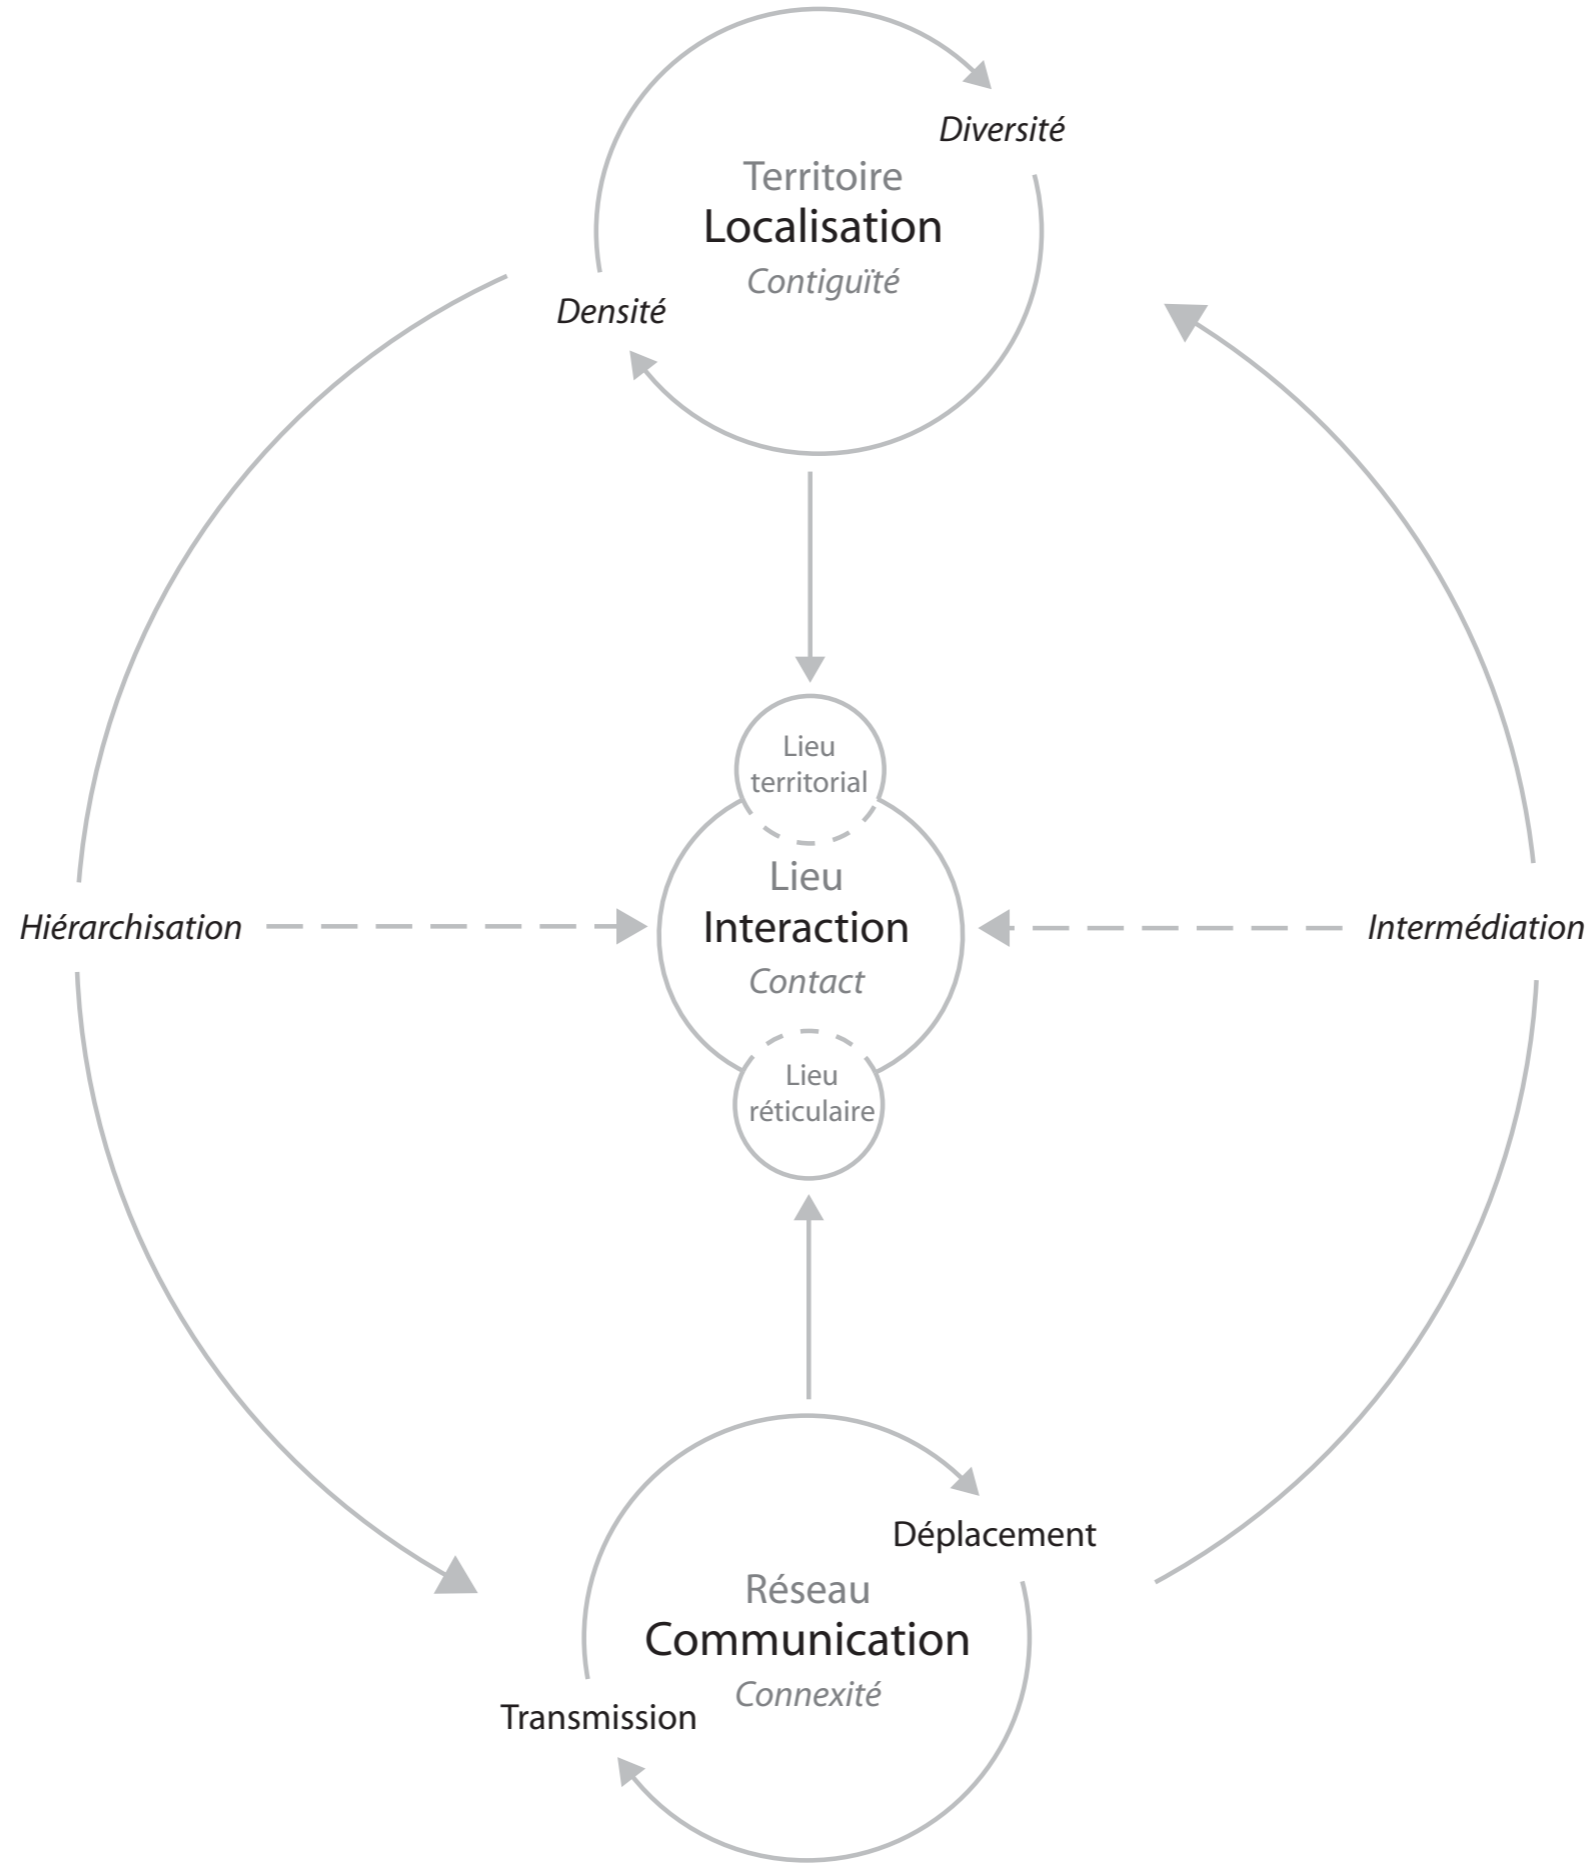 Diversité
Territoire
Localisation
Contiguïté
Densité
Lieu
territorial
Lieu
Hiérarchisation
Interaction
Intermédiation
Contact
Lieu
réticulaire
Déplacement
Réseau
Communication
Connexité
Transmission